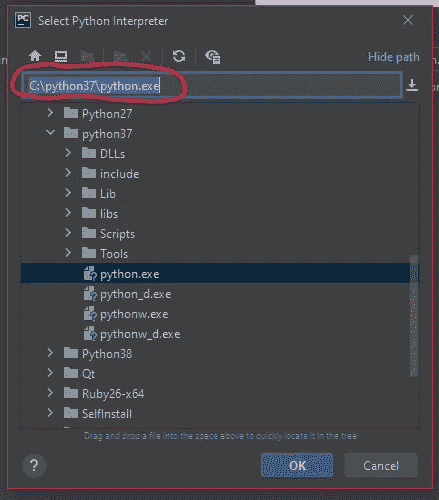 PC Select Python Interpreter
Hide path
C:\python37\python.exe
Python27
python37
DLLs
include
Lib
libs
Scripts
Tools
python.exe
python_d.exe
pythonw.exe
pythonw_d.exe
Python38
Qt
Ruby26-x64
SelfInstall
Drag and drop a file into the space above to quickly locate it in the tree
? OK Cancel